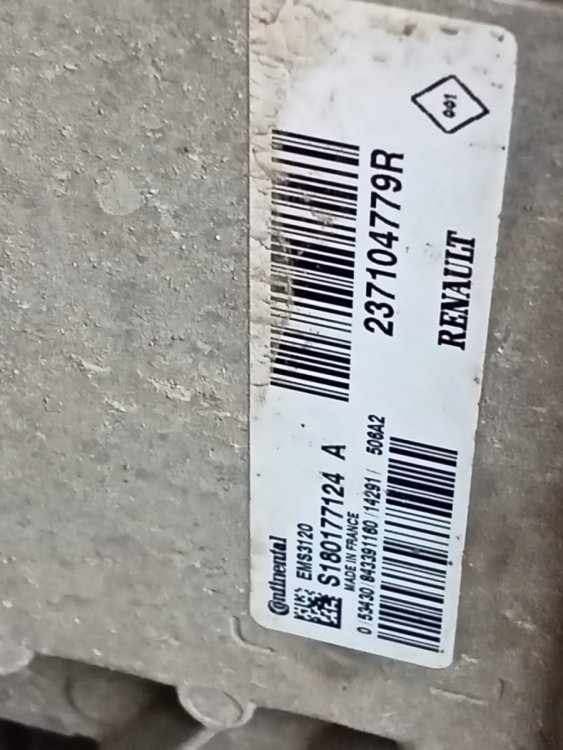 Continental
EMS3120
S180177124 A
MADE IN FRANCE
0/53430/843391160/14291/ 506A2
237104779R
RENAULT
001